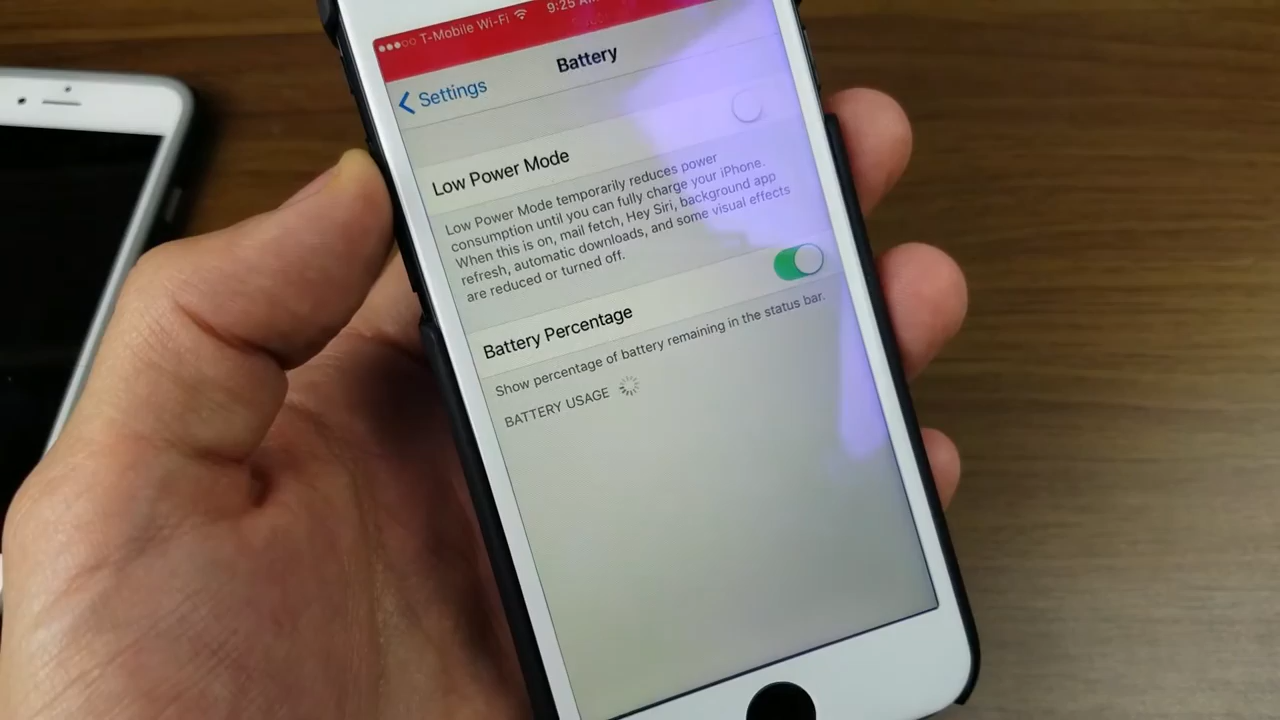 T-Mobile Wi-Fi 9:25 A
Settings
Battery
Low Power Mode
Low Power Mode temporarily reduces power
consumption until you can fully charge your iPhone.
When this is on, mail fetch, Hey Siri, background app
refresh, automatic downloads, and some visual effects
are reduced or turned off.
Battery Percentage
Show percentage of battery remaining in the status bar.
BATTERY USAGE